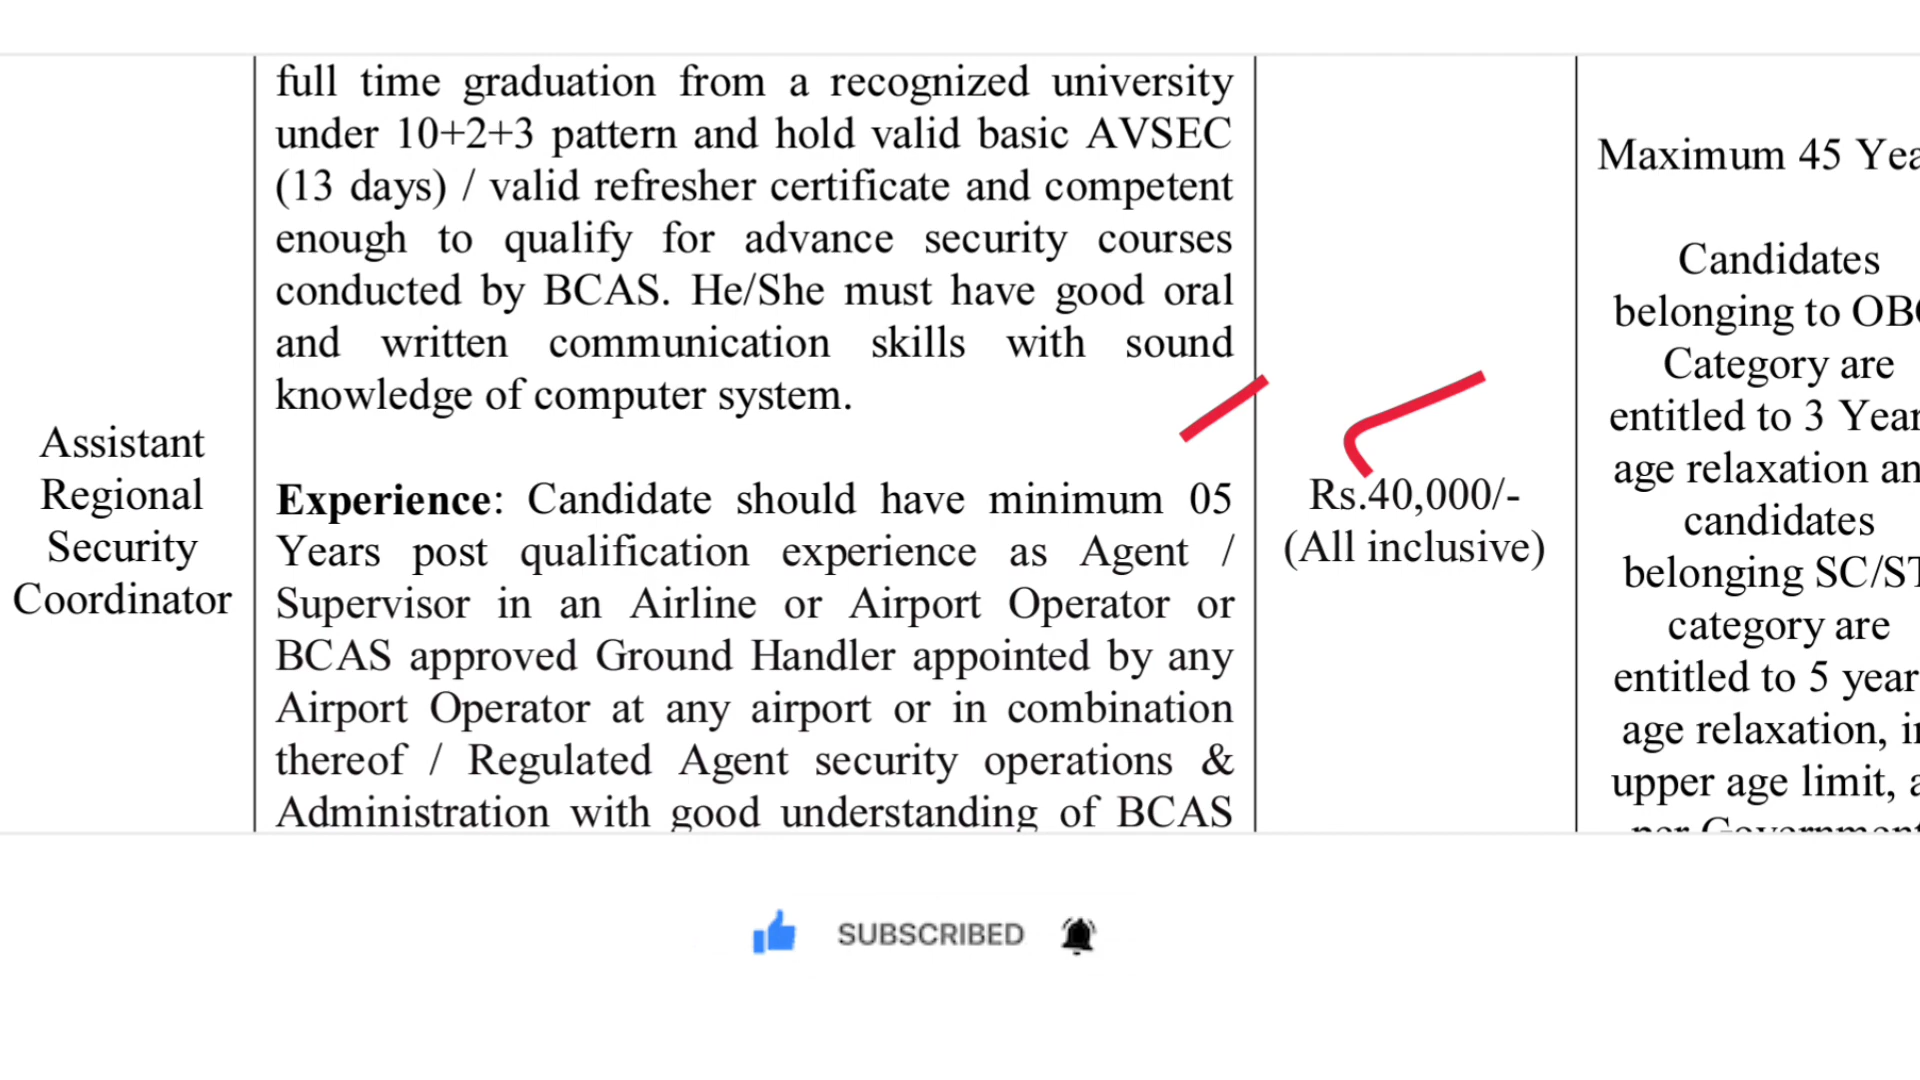 Assistant
Regional
Security
Coordinator
full time graduation from a recognized university
under 10+2+3 pattern and hold valid basic AVSEC
(13 days) / valid refresher certificate and competent
enough to qualify for advance security courses
conducted by BCAS. He/She must have good oral
and written communication skills with sound
knowledge of computer system.
Experience: Candidate should have minimum 05
Years post qualification experience as Agent /
Supervisor in an Airline or Airport Operator or
BCAS approved Ground Handler appointed by any
Airport Operator at any airport or in combination
thereof / Regulated Agent security operations &
Administration with good understanding of BCAS
Rs.40,000/-
(All inclusive)
Maximum 45
Candidates
belonging to
Category are
entitled to 3
age relaxation
candidates
belonging
category are
entitled to 5
age relaxation,
upper age limit,
SUBSCRIBED